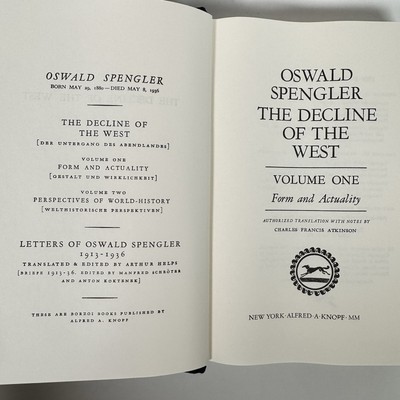 OSWALD SPENGLER
BORN MAY 29, 1880—DIED MAY 8, 1936
THE DECLINE
OF THE WEST
[DER UNTERGANG DES ABENDLANDES]
VOLUME ONE
FORM AND ACTUALITY
[GESTALT UND WIRKLICHKEIT]
VOLUME TWO
PERSPECTIVES OF WORLD-HISTORY
[WELTHISTORISCHE PERSPEKTIVEN]
LETTERS OF OSWALD SPENGLER
1913-1936
TRANSLATED & EDITED BY ARTHUR HELPS
[BRIEFE 1913-36. EDITED BY MANFRED SCHRÖTER
AND ANTON KOKTANEK]
THESE ARE BORZOI BOOKS PUBLISHED BY
ALFRED A. KNOPF
OSWALD
SPENGLER
THE DECLINE
OF THE
WEST
VOLUME ONE
Form and Actuality
AUTHORIZED TRANSLATION WITH NOTES BY
CHARLES FRANCIS ATKINSON
NEW YORK·ALFRED·A·KNOPF·MM